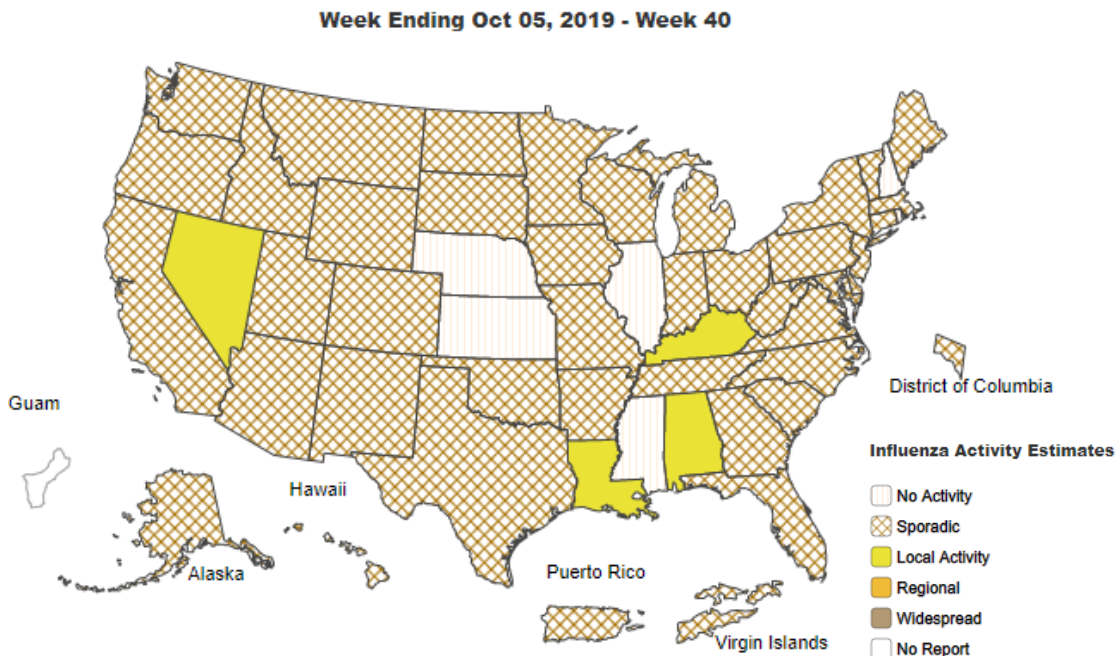 Week Ending Oct 05, 2019 - Week 40
District of Columbia
Guam
Influenza Activity Estimates
Hawaii
No Activity
Sporadic
Local Activity
Alaska
Puerto Rico
Regional
Widespread
Virgin Islands
No Report